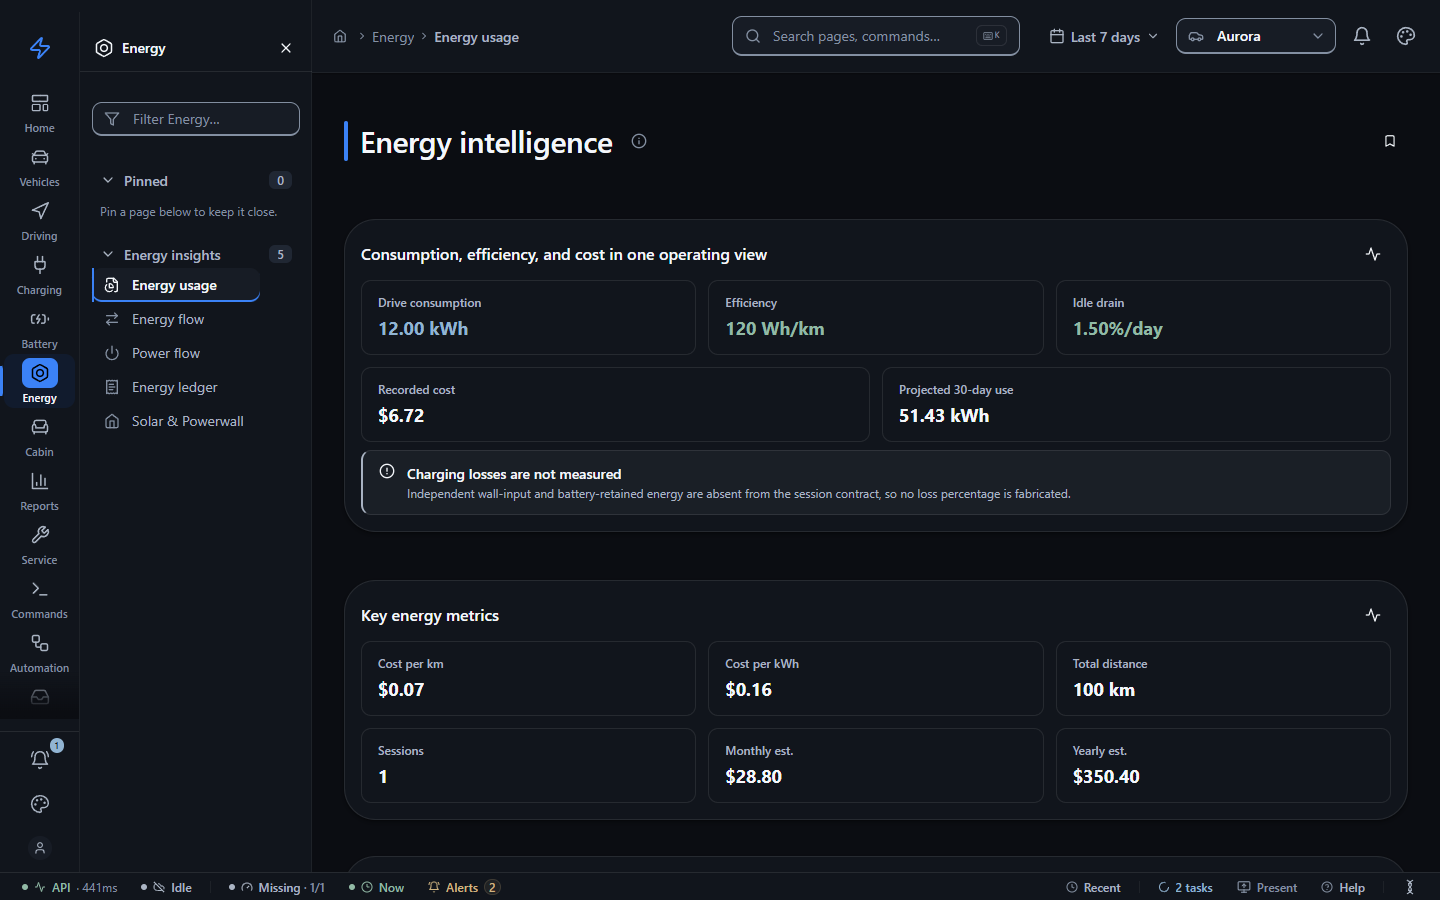 Energy
Energy
Energy usage
Search pages, commands...
K
Last 7 days
Aurora
Home
Vehicles
Driving
Charging
Battery
Energy
Cabin
Reports
Service
Commands
Automation
1
Filter Energy...
Pinned
0
Pin a page below to keep it close.
Energy insights
5
Energy usage
Energy flow
Power flow
Energy ledger
Solar & Powerwall
Energy intelligence
Consumption, efficiency, and cost in one operating view
Drive consumption
12.00 kWh
Efficiency
120 Wh/km
Idle drain
1.50%/day
Recorded cost
$6.72
Projected 30-day use
51.43 kWh
Charging losses are not measured
Independent wall-input and battery-retained energy are absent from the session contract, so no loss percentage is fabricated.
Key energy metrics
Cost per km
$0.07
Cost per kWh
$0.16
Total distance
100 km
Sessions
1
Monthly est.
$28.80
Yearly est.
$350.40
API · 441ms
Idle
Missing · 1/1
Now
Alerts 2
Recent
2 tasks
Present
Help